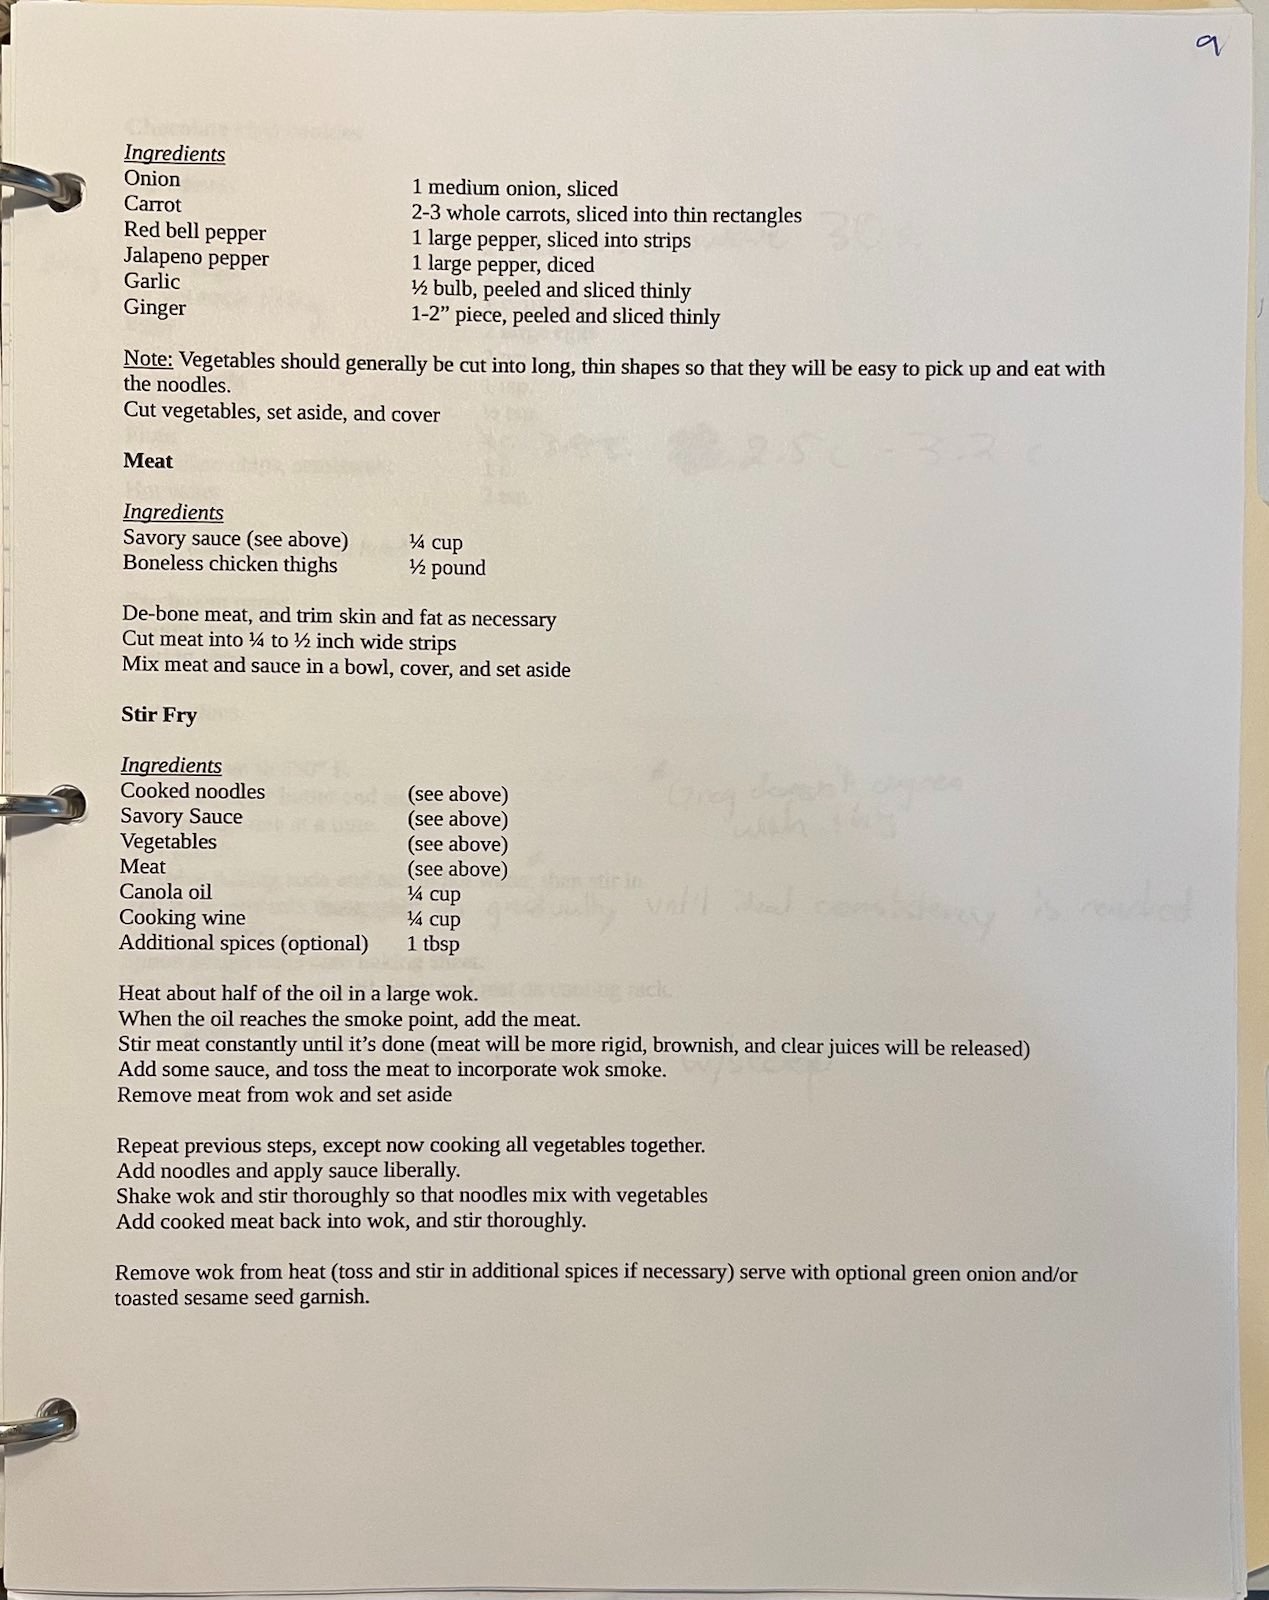 9
Ingredients
Onion 1 medium onion, sliced
Carrot 2-3 whole carrots, sliced into thin rectangles
Red bell pepper 1 large pepper, sliced into strips
Jalapeno pepper 1 large pepper, diced
Garlic ½ bulb, peeled and sliced thinly
Ginger 1-2” piece, peeled and sliced thinly
Note: Vegetables should generally be cut into long, thin shapes so that they will be easy to pick up and eat with
the noodles.
Cut vegetables, set aside, and cover
Meat
Ingredients
Savory sauce (see above) ¼ cup
Boneless chicken thighs ½ pound
De-bone meat, and trim skin and fat as necessary
Cut meat into ¼ to ½ inch wide strips
Mix meat and sauce in a bowl, cover, and set aside
Stir Fry
Ingredients
Cooked noodles (see above)
Savory Sauce (see above)
Vegetables (see above)
Meat (see above)
Canola oil ¼ cup
Cooking wine ¼ cup
Additional spices (optional) 1 tbsp
Heat about half of the oil in a large wok.
When the oil reaches the smoke point, add the meat.
Stir meat constantly until it’s done (meat will be more rigid, brownish, and clear juices will be released)
Add some sauce, and toss the meat to incorporate wok smoke.
Remove meat from wok and set aside
Repeat previous steps, except now cooking all vegetables together.
Add noodles and apply sauce liberally.
Shake wok and stir thoroughly so that noodles mix with vegetables
Add cooked meat back into wok, and stir thoroughly.
Remove wok from heat (toss and stir in additional spices if necessary) serve with optional green onion and/or
toasted sesame seed garnish.